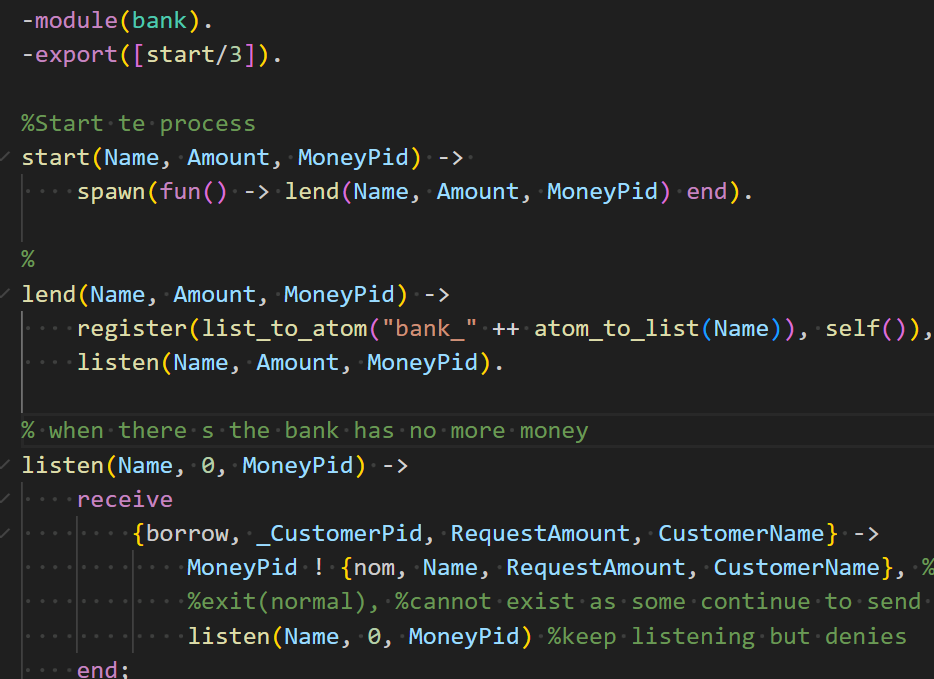 -module(bank).
-export([start/3]).
%Start te process
start(Name, Amount, MoneyPid) ->
spawn(fun() -> lend(Name, Amount, MoneyPid) end).
%
lend(Name, Amount, MoneyPid) ->
register(list_to_atom("bank_" ++ atom_to_list(Name)), self()),
listen(Name, Amount, MoneyPid).
% when there s the bank has no more money
listen(Name, 0, MoneyPid) ->
receive
{borrow, _CustomerPid, RequestAmount, CustomerName} ->
MoneyPid ! {nom, Name, RequestAmount, CustomerName}, %
%exit(normal), %cannot exist as some continue to send
listen(Name, 0, MoneyPid) %keep listening but denies
end;